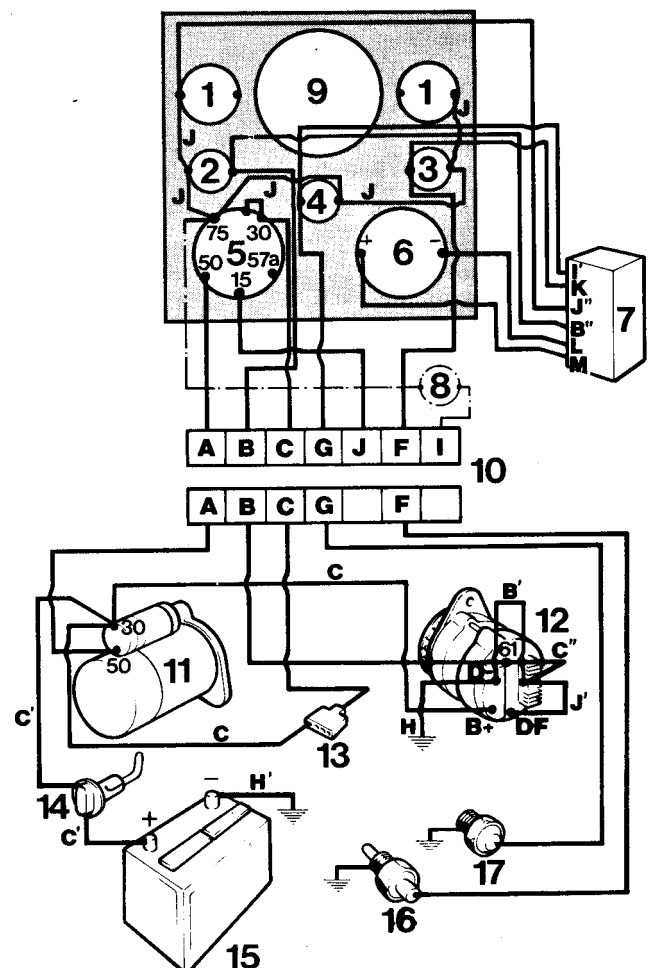 1 9 1
J
J
2 3
J J 4 J
75 30
5 57a
50 15
+ 6 −
I'
K
J"
B"
L
M
7
8
A B C G J F I
10
A B C G F
C
B'
12
30
61
C"
50
11
D−
J'
C'
C
H
B+
DF
13
14
−
H'
C'
+
17
16
15